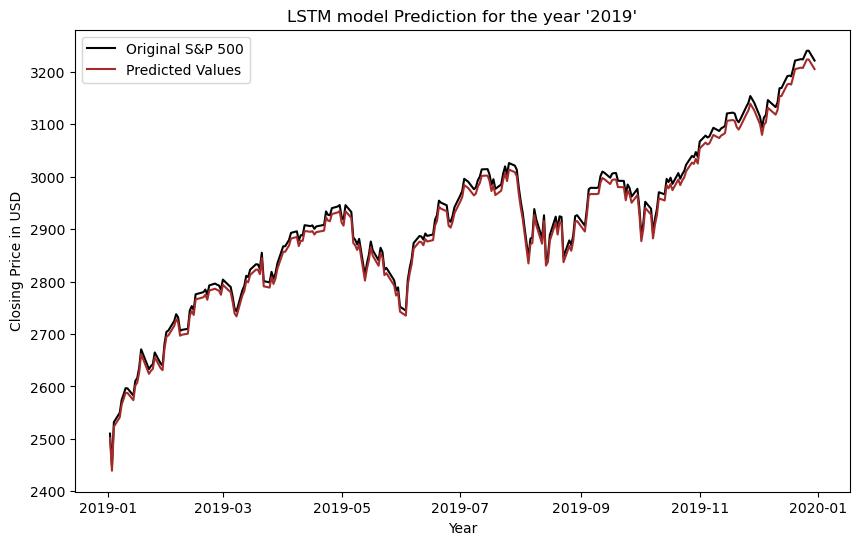 LSTM model Prediction for the year '2019'
Original S&P 500
Predicted Values
3200
3100
3000
2900
2800
2700
2600
2500
2400
Closing Price in USD
2019-01 2019-03 2019-05 2019-07 2019-09 2019-11 2020-01
Year